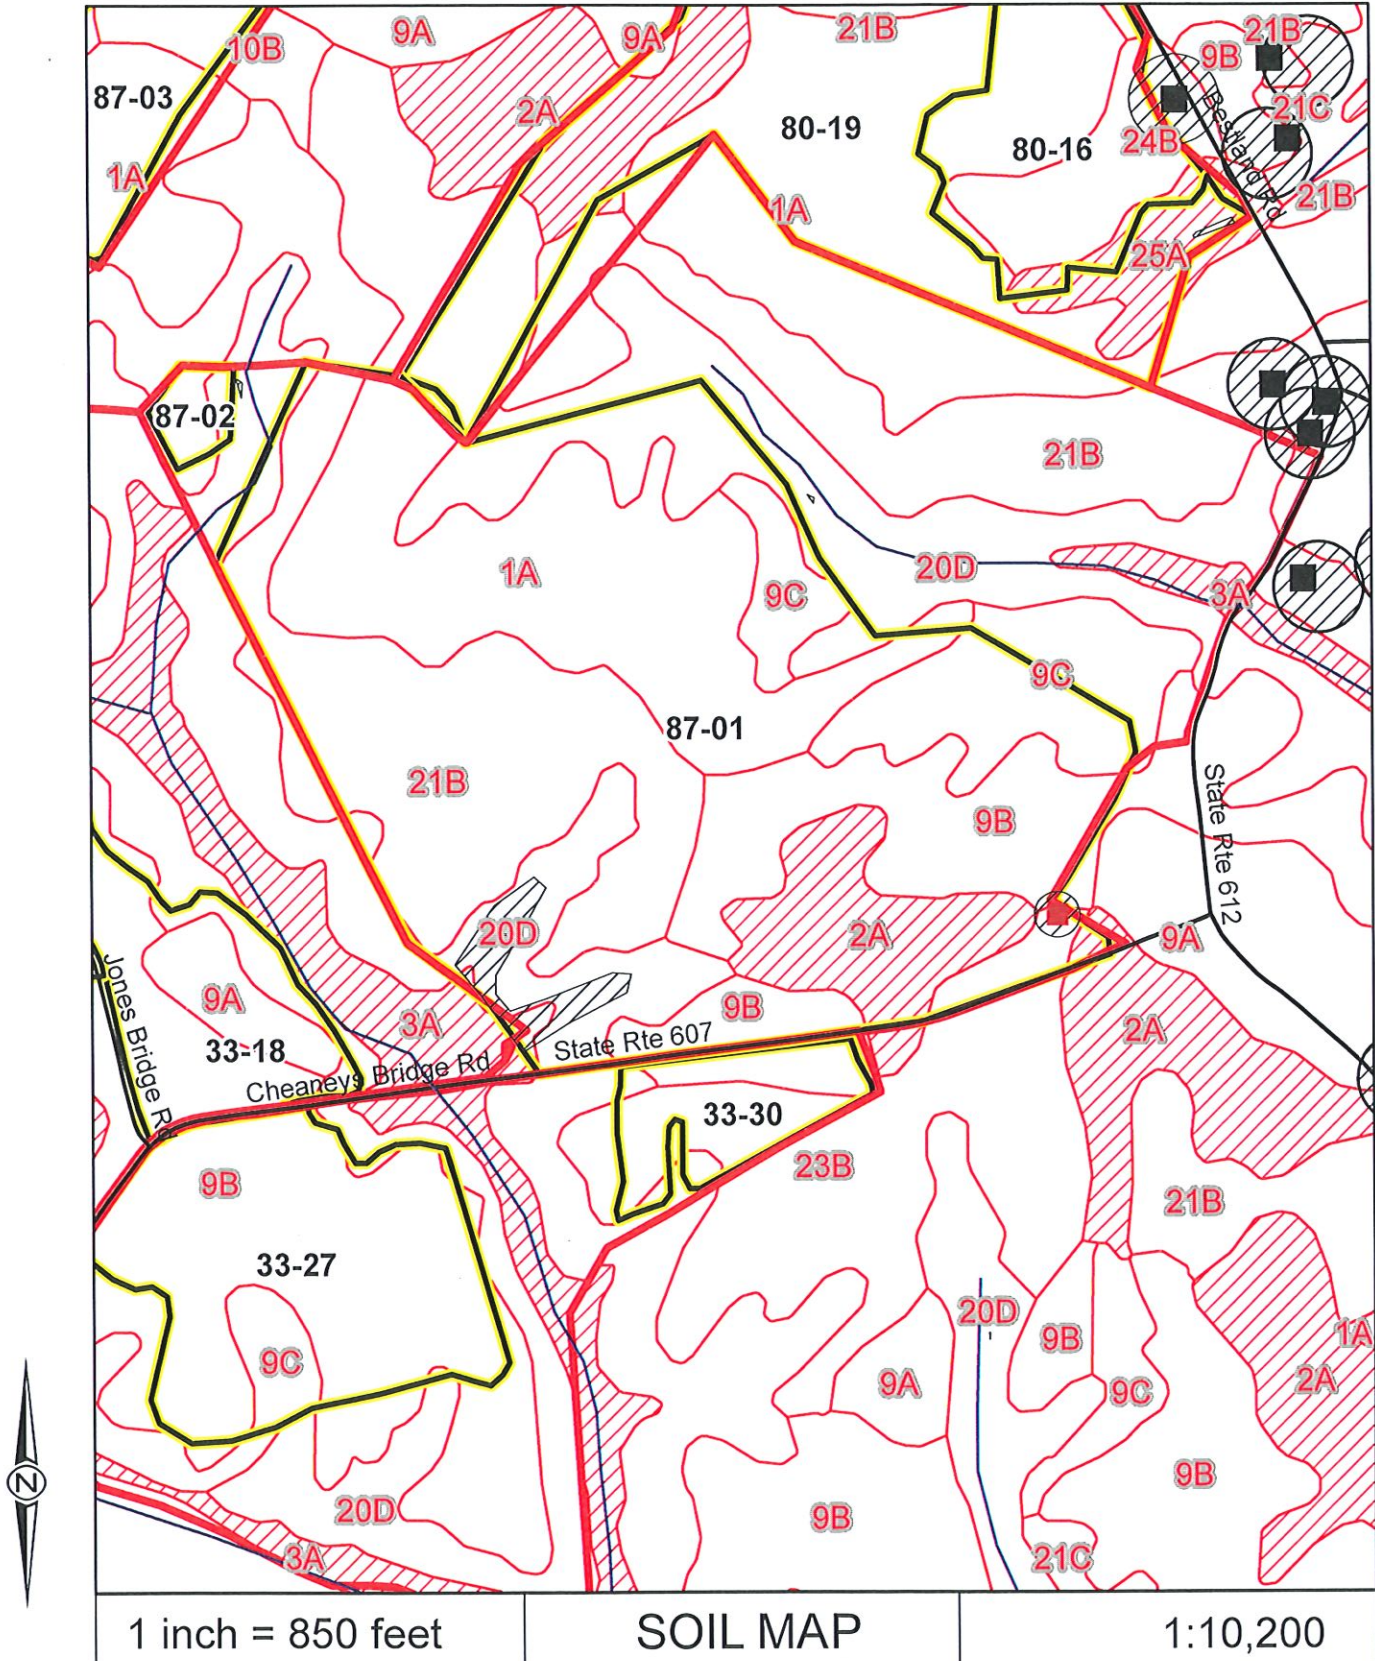 9A
9A
21B
21B
10B
9B
87-03
2A
80-19
21C
80-16
24B
Bestland Rd
1A
21B
1A
25A
87-02
21B
1A
20D
9C
3A
9C
87-01
21B
State Rte 612
9B
20D
2A
9A
Jones Bridge Rd
9A
9B
3A
2A
33-18
State Rte 607
Cheaneys Bridge Rd
33-30
23B
9B
21B
33-27
20D
9B
1A
9C
9A
9C
2A
9B
20D
9B
3A
21C
N
1 inch = 850 feet
SOIL MAP
1:10,200